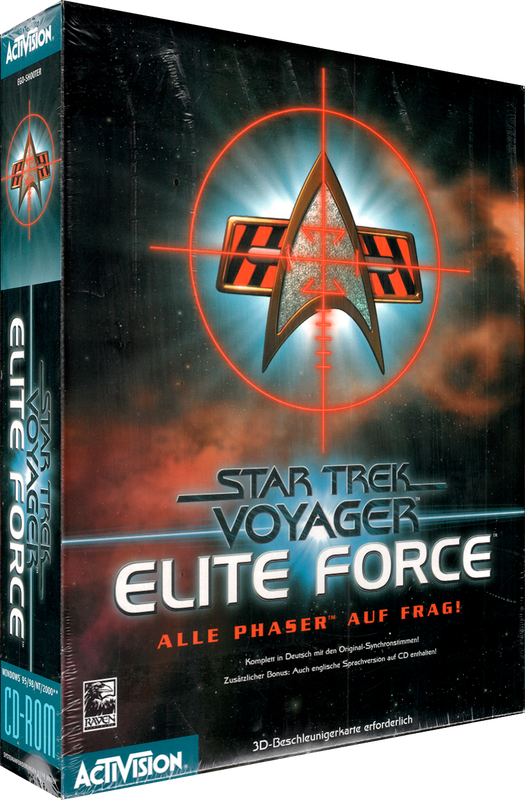 ACTIVISION
EGO-SHOOTER
STAR TREK
VOYAGER
ELITE FORCE™
WINDOWS 95/98/NT/2000**
CD-ROM
STAR TREK
VOYAGER
ELITE FORCE™
ALLE PHASER™ AUF FRAG!
Komplett in Deutsch mit den Original-Synchronstimmen!
Zusätzlicher Bonus: Auch englische Sprachversion auf CD enthalten!
RAVEN
3D-Beschleunigerkarte erforderlich
ACTIVISION